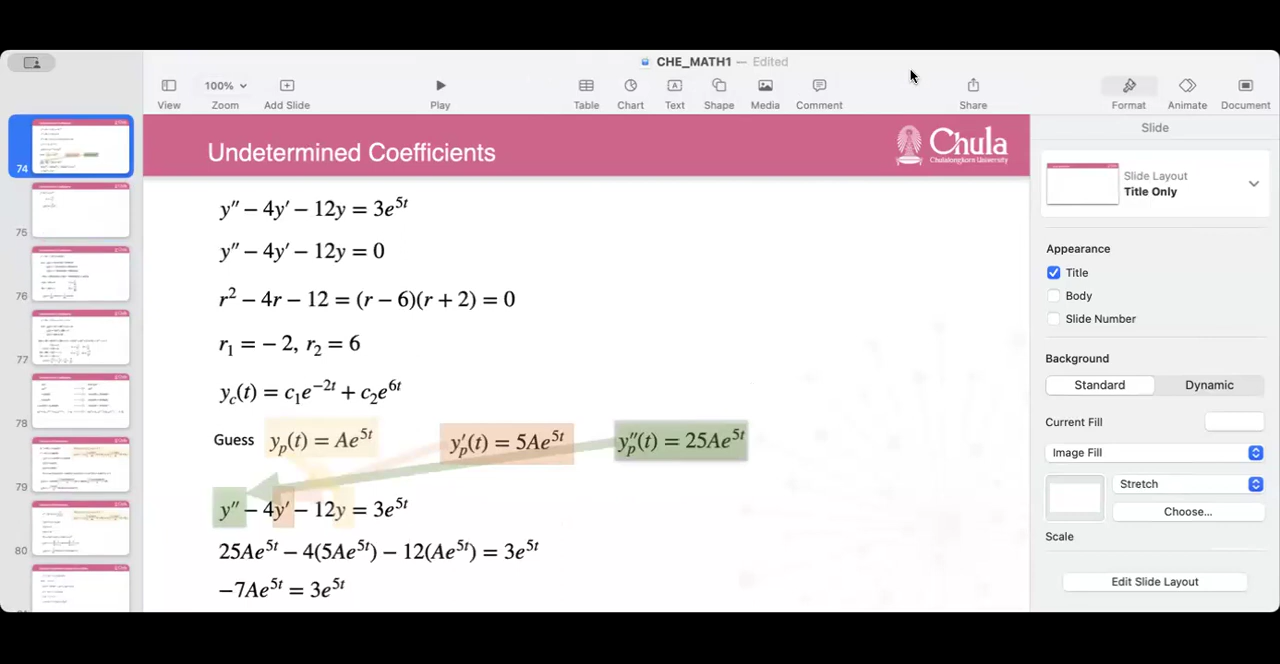 CHE_MATH1 — Edited
View
100%
Zoom
Add Slide
Play
Table
Chart
Text
Shape
Media
Comment
Share
Format
Animate
Document
74
75
76
77
78
79
80
Undetermined Coefficients
Chula
Chulalongkorn University
y″ − 4y′ − 12y = 3e^{5t}
y″ − 4y′ − 12y = 0
r² − 4r − 12 = (r − 6)(r + 2) = 0
r₁ = − 2, r₂ = 6
y_c(t) = c₁e^{−2t} + c₂e^{6t}
Guess y_p(t) = Ae^{5t} y′_p(t) = 5Ae^{5t} y″_p(t) = 25Ae^{5t}
y″ − 4y′ − 12y = 3e^{5t}
25Ae^{5t} − 4(5Ae^{5t}) − 12(Ae^{5t}) = 3e^{5t}
−7Ae^{5t} = 3e^{5t}
Slide
Slide Layout
Title Only
Appearance
Title
Body
Slide Number
Background
Standard
Dynamic
Current Fill
Image Fill
Stretch
Choose...
Scale
Edit Slide Layout